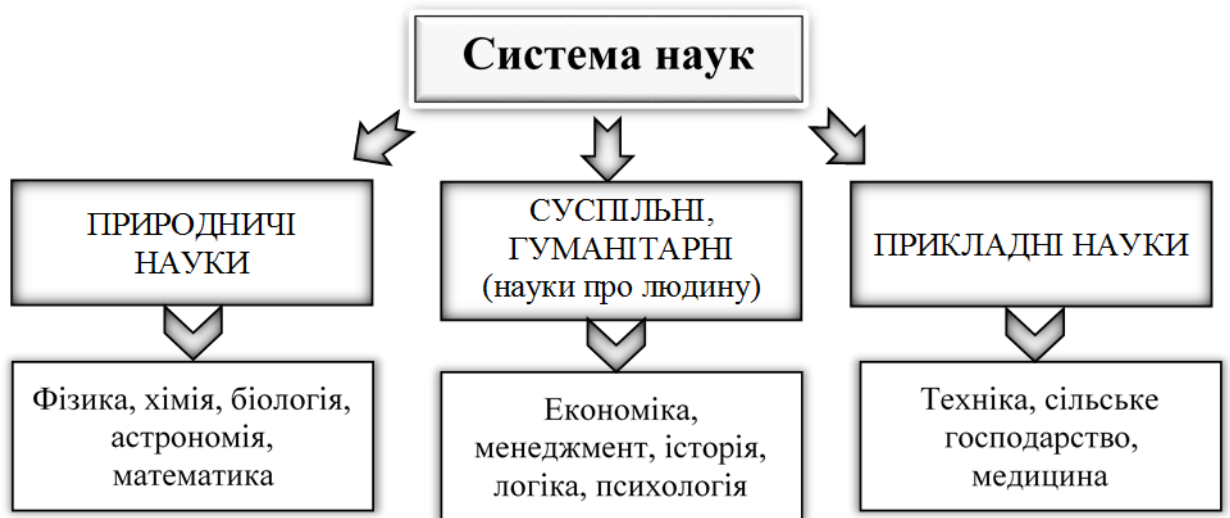 Система наук
ПРИРОДНИЧІ
НАУКИ
СУСПІЛЬНІ,
ГУМАНІТАРНІ
(науки про людину)
ПРИКЛАДНІ НАУКИ
Фізика, хімія, біологія,
астрономія,
математика
Економіка,
менеджмент, історія,
логіка, психологія
Техніка, сільське
господарство,
медицина